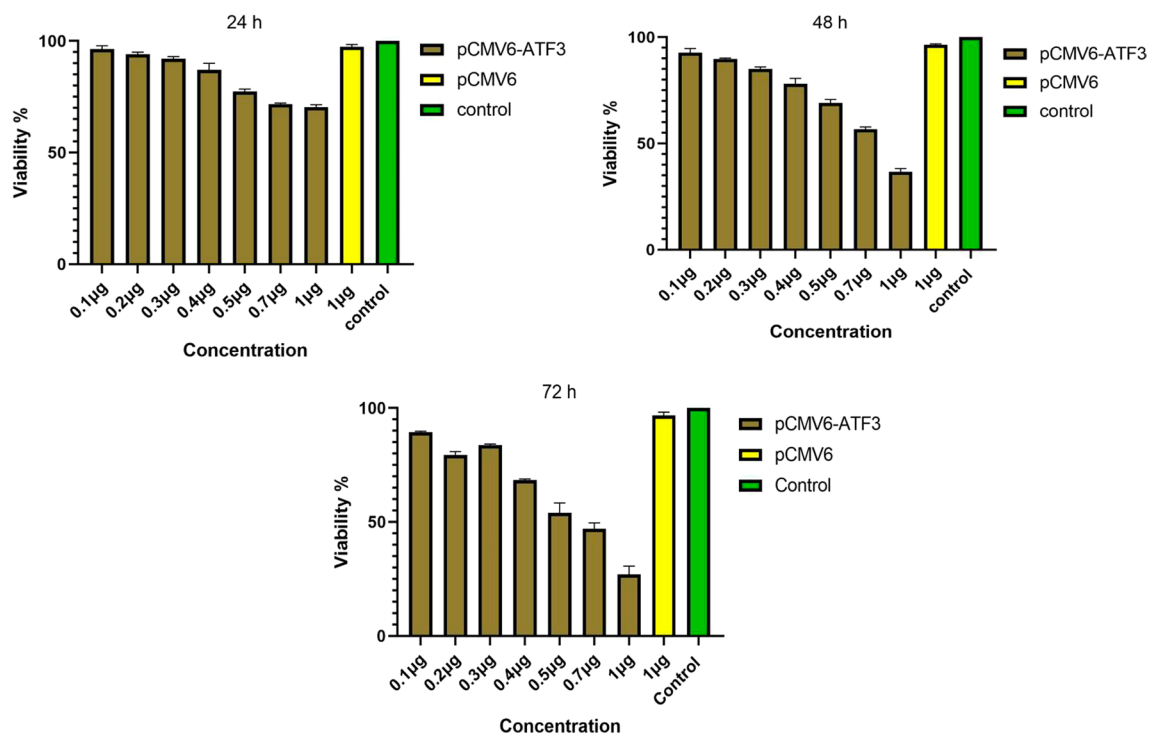 24 h
Viability %
100
50
0
0.1µg
0.2µg
0.3µg
0.4µg
0.5µg
0.7µg
1µg
1µg
control
Concentration
pCMV6-ATF3
pCMV6
control
48 h
Viability %
100
50
0
0.1µg
0.2µg
0.3µg
0.4µg
0.5µg
0.7µg
1µg
1µg
control
Concentration
pCMV6-ATF3
pCMV6
control
72 h
Viability %
100
50
0
0.1µg
0.2µg
0.3µg
0.4µg
0.5µg
0.7µg
1µg
1µg
Control
Concentration
pCMV6-ATF3
pCMV6
Control